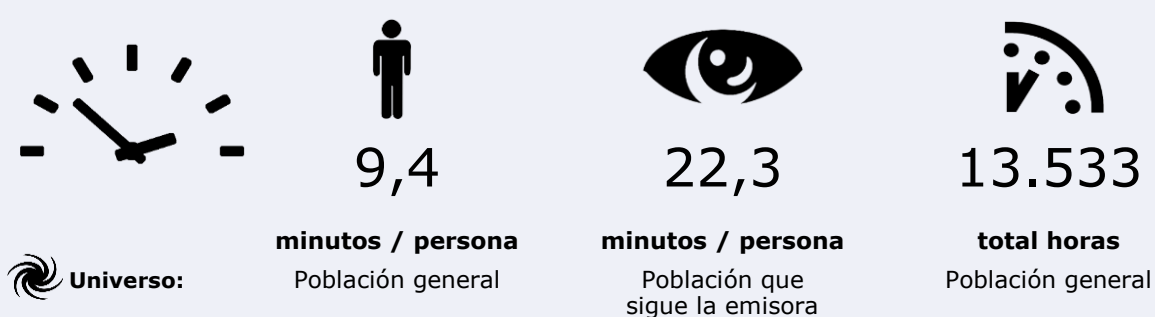 9,4
22,3
13.533
minutos / persona
minutos / persona
total horas
Universo:
Población general
Población que
sigue la emisora
Población general